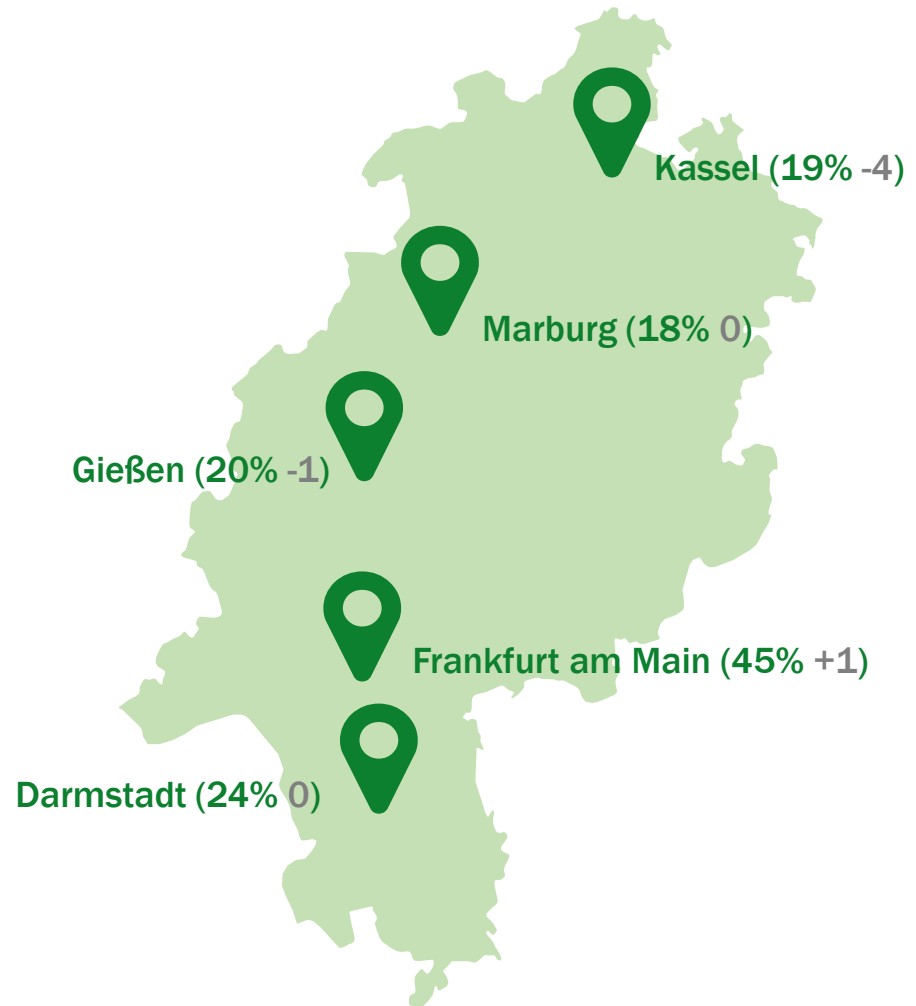 Kassel (19% -4)
Marburg (18% 0)
Gießen (20% -1)
Frankfurt am Main (45% +1)
Darmstadt (24% 0)